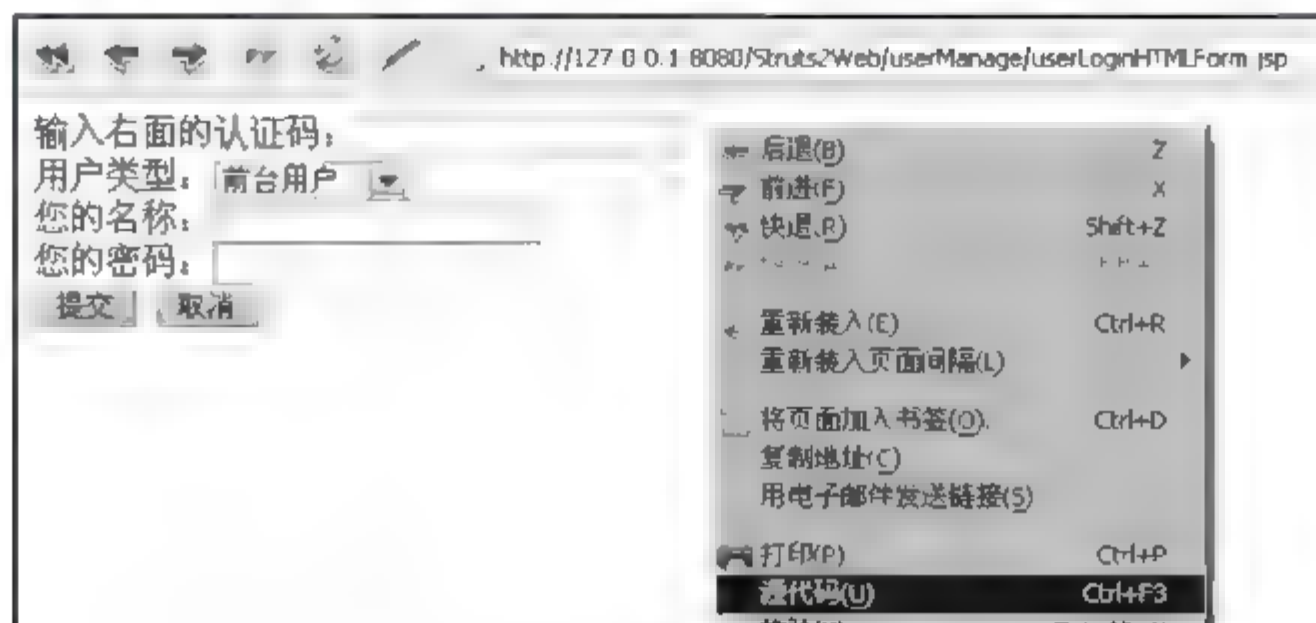 http://127.0.0.1:8080/Struts2Web/userManage/userLoginHTMLForm.jsp
输入右面的认证码：
用户类型： 前台用户
您的名称：
您的密码：
提交 取消
后退(B) Z
前进(F) X
快退(R) Shift+Z
重新装入(E) Ctrl+R
重新装入页面间隔(L)
将页面加入书签(O). Ctrl+D
复制地址(C)
用电子邮件发送链接(S)
打印(P) Ctrl+P
源代码(U) Ctrl+F3